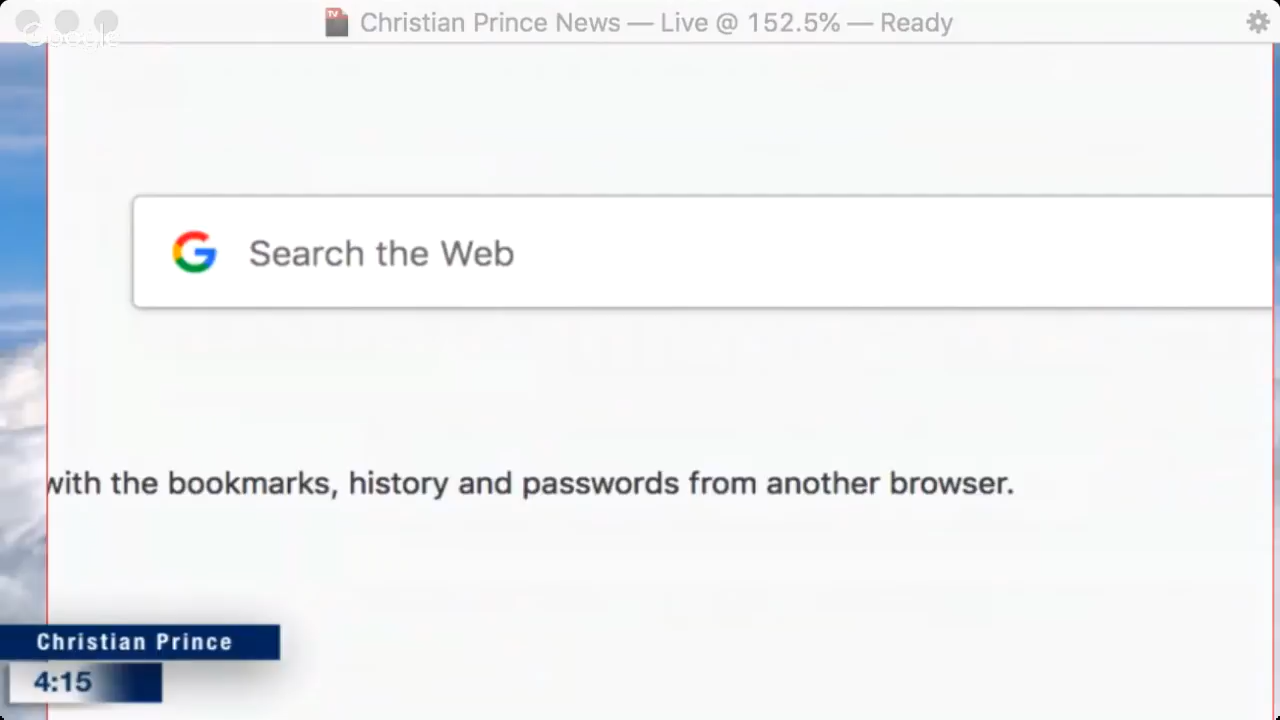 Christian Prince News — Live @ 152.5% — Ready
Google
Search the Web
with the bookmarks, history and passwords from another browser.
Christian Prince
4:15